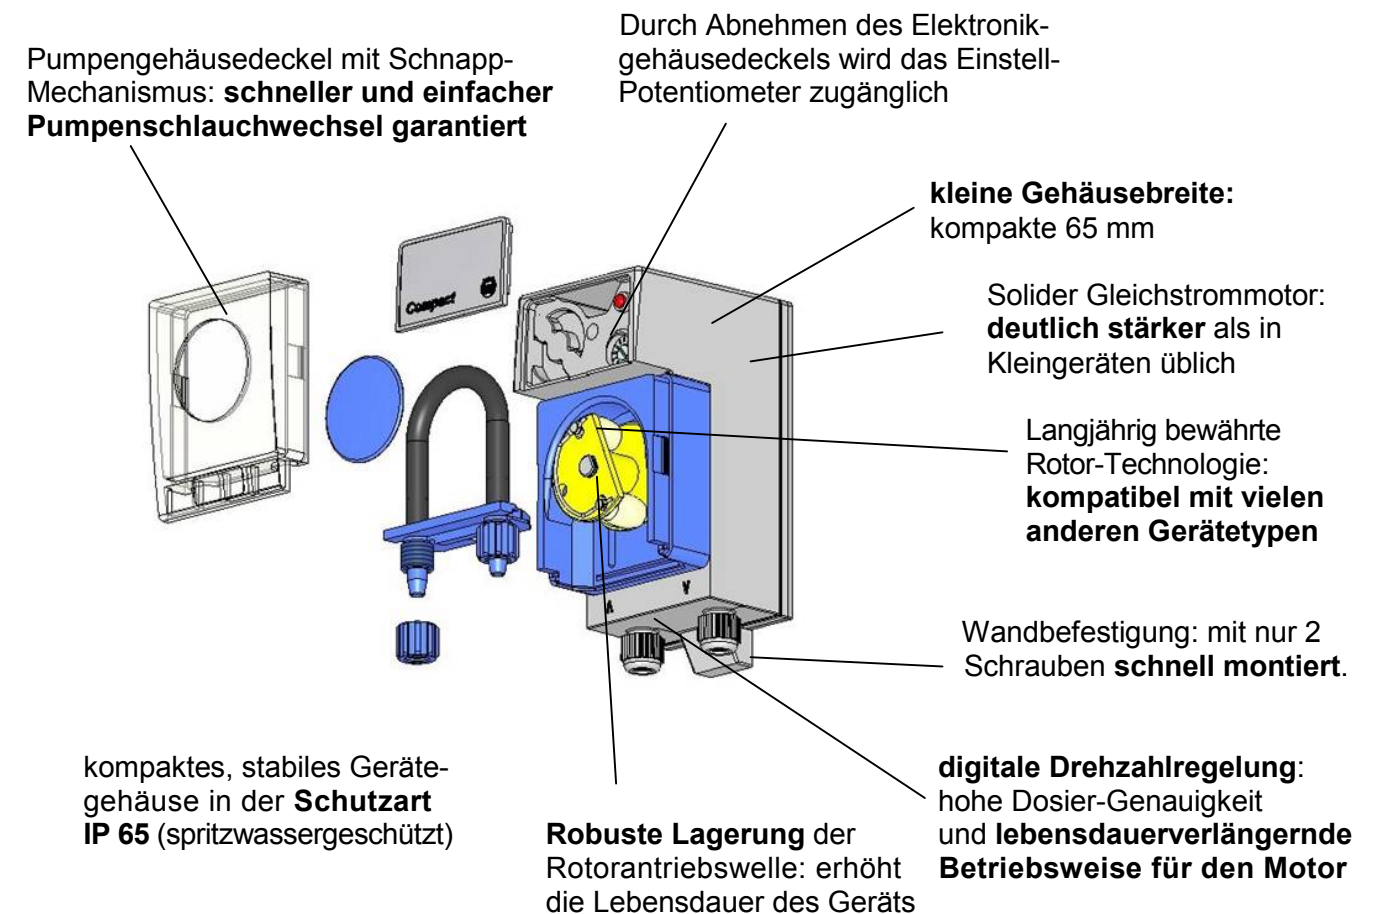 Durch Abnehmen des Elektronik-
gehäusedeckels wird das Einstell-
Potentiometer zugänglich
Pumpengehäusedeckel mit Schnapp-
Mechanismus: schneller und einfacher
Pumpenschlauchwechsel garantiert
kleine Gehäusebreite:
kompakte 65 mm
Solider Gleichstrommotor:
deutlich stärker als in
Kleingeräten üblich
Compact
Langjährig bewährte
Rotor-Technologie:
kompatibel mit vielen
anderen Gerätetypen
Wandbefestigung: mit nur 2
Schrauben schnell montiert.
kompaktes, stabiles Geräte-
gehäuse in der Schutzart
IP 65 (spritzwassergeschützt)
Robuste Lagerung der
Rotorantriebswelle: erhöht
die Lebensdauer des Geräts
digitale Drehzahlregelung:
hohe Dosier-Genauigkeit
und lebensdauerverlängernde
Betriebsweise für den Motor